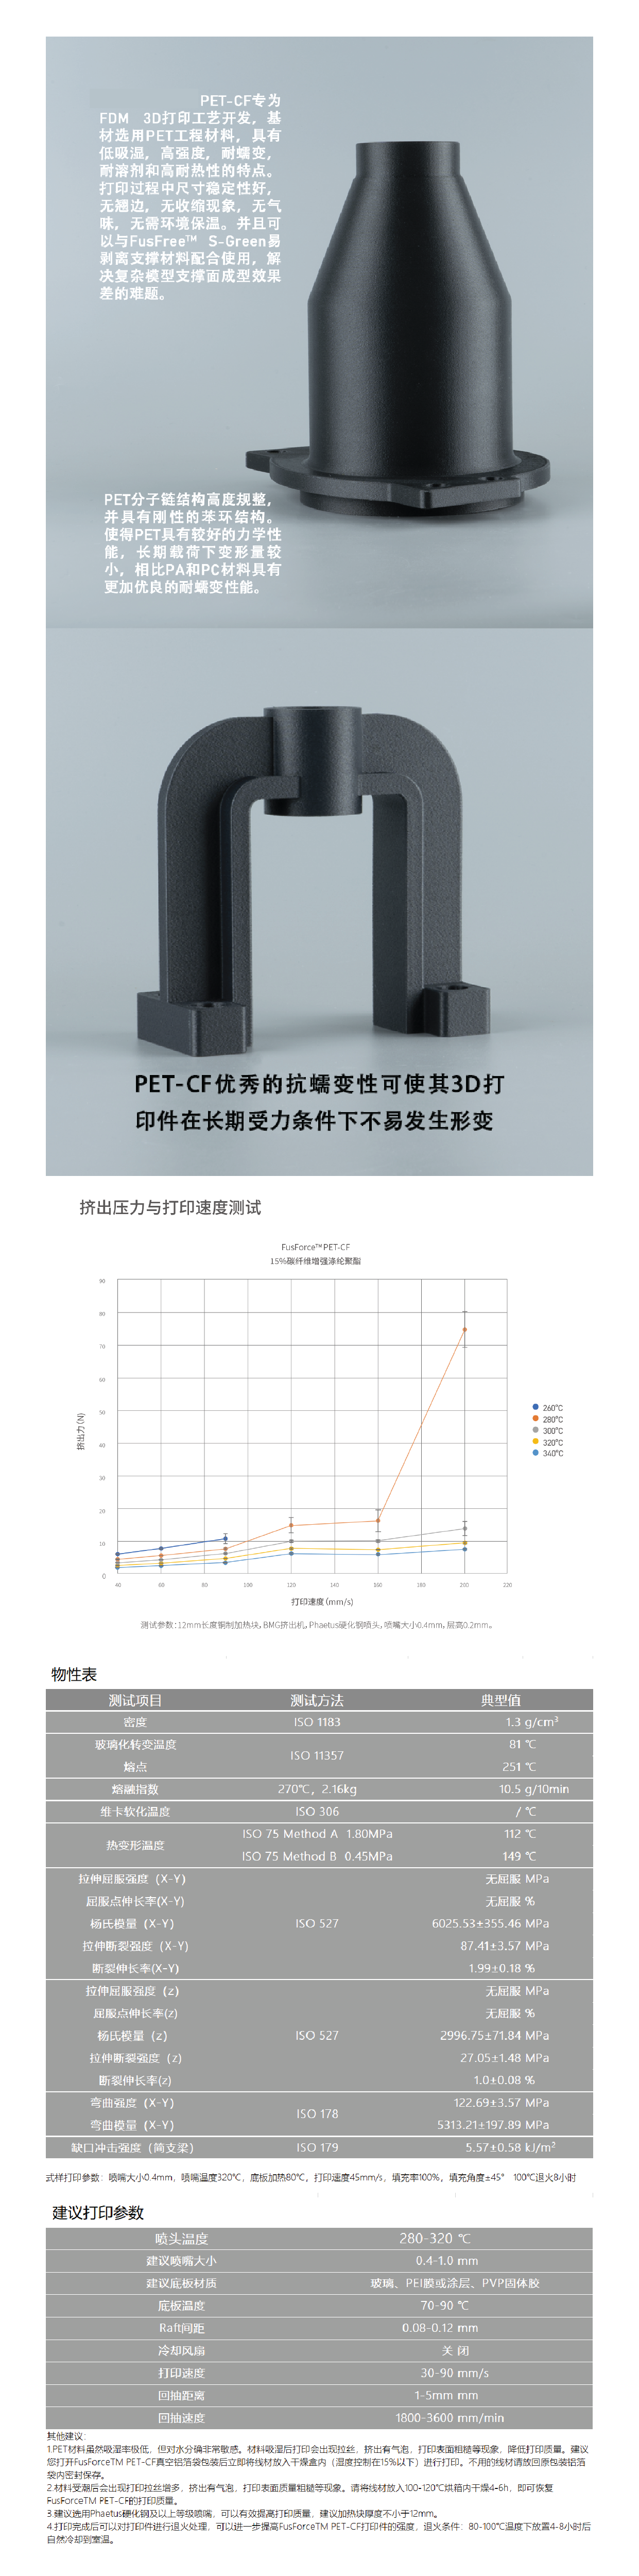 PET-CF专为
FDM 3D打印工艺开发，基
材选用PET工程材料，具有
低吸湿，高强度，耐蠕变，
耐溶剂和高耐热性的特点。
打印过程中尺寸稳定性好，
无翘边，无收缩现象，无气
味，无需环境保温。并且可
以与FusFree™ S-Green易
剥离支撑材料配合使用，解
决复杂模型支撑面成型效果
差的难题。
PET分子链结构高度规整，
并具有刚性的苯环结构。
使得PET具有较好的力学性
能，长期载荷下变形量较
小，相比PA和PC材料具有
更加优良的耐蠕变性能。
PET-CF优秀的抗蠕变性可使其3D打
印件在长期受力条件下不易发生形变
挤出压力与打印速度测试
FusForce™ PET-CF
15%碳纤维增强涤纶聚酯
90
80
70
60
50
40
30
20
10
0
挤出力(N)
40 60 80 100 120 140 160 180 200 220
打印速度(mm/s)
260℃
280℃
300℃
320℃
340℃
测试参数：12mm长度铜制加热块, BMG挤出机, Phaetus硬化钢喷头, 喷嘴大小0.4mm, 层高0.2mm。
物性表
测试项目 测试方法 典型值
密度 ISO 1183 1.3 g/cm³
玻璃化转变温度 ISO 11357 81 ℃
熔点 251 ℃
熔融指数 270℃，2.16kg 10.5 g/10min
维卡软化温度 ISO 306 / ℃
热变形温度 ISO 75 Method A 1.80MPa 112 ℃
ISO 75 Method B 0.45MPa 149 ℃
拉伸屈服强度（X-Y） 无屈服 MPa
屈服点伸长率(X-Y) 无屈服 %
杨氏模量（X-Y） ISO 527 6025.53±355.46 MPa
拉伸断裂强度（X-Y) 87.41±3.57 MPa
断裂伸长率(X-Y) 1.99±0.18 %
拉伸屈服强度（z） 无屈服 MPa
屈服点伸长率(z) 无屈服 %
杨氏模量（z） ISO 527 2996.75±71.84 MPa
拉伸断裂强度（z） 27.05±1.48 MPa
断裂伸长率(z) 1.0±0.08 %
弯曲强度（X-Y） ISO 178 122.69±3.57 MPa
弯曲模量（X-Y） 5313.21±197.89 MPa
缺口冲击强度（简支梁） ISO 179 5.57±0.58 kJ/m²
式样打印参数：喷嘴大小0.4mm，喷嘴温度320℃，底板加热80℃，打印速度45mm/s，填充率100%，填充角度±45° 100℃退火8小时
建议打印参数
喷头温度 280-320 ℃
建议喷嘴大小 0.4-1.0 mm
建议底板材质 玻璃、PEI膜或涂层、PVP固体胶
底板温度 70-90 ℃
Raft间距 0.08-0.12 mm
冷却风扇 关 闭
打印速度 30-90 mm/s
回抽距离 1-5mm mm
回抽速度 1800-3600 mm/min
其他建议：
1.PET材料虽然吸湿率极低，但对水分确非常敏感。材料吸湿后打印会出现拉丝，挤出有气泡，打印表面粗糙等现象，降低打印质量。建议
您打开FusForceTM PET-CF真空铝箔袋包装后立即将线材放入干燥盒内（湿度控制在15%以下）进行打印。不用的线材请放回原包装铝箔
袋内密封保存。
2.材料受潮后会出现打印拉丝增多，挤出有气泡，打印表面质量粗糙等现象。请将线材放入100-120℃烘箱内干燥4-6h，即可恢复
FusForceTM PET-CF的打印质量。
3.建议选用Phaetus硬化钢及以上等级喷嘴，可以有效提高打印质量，建议加热块厚度不小于12mm。
4.打印完成后可以对打印件进行退火处理，可以进一步提高FusForceTM PET-CF打印件的强度，退火条件：80-100℃温度下放置4-8小时后
自然冷却到室温。